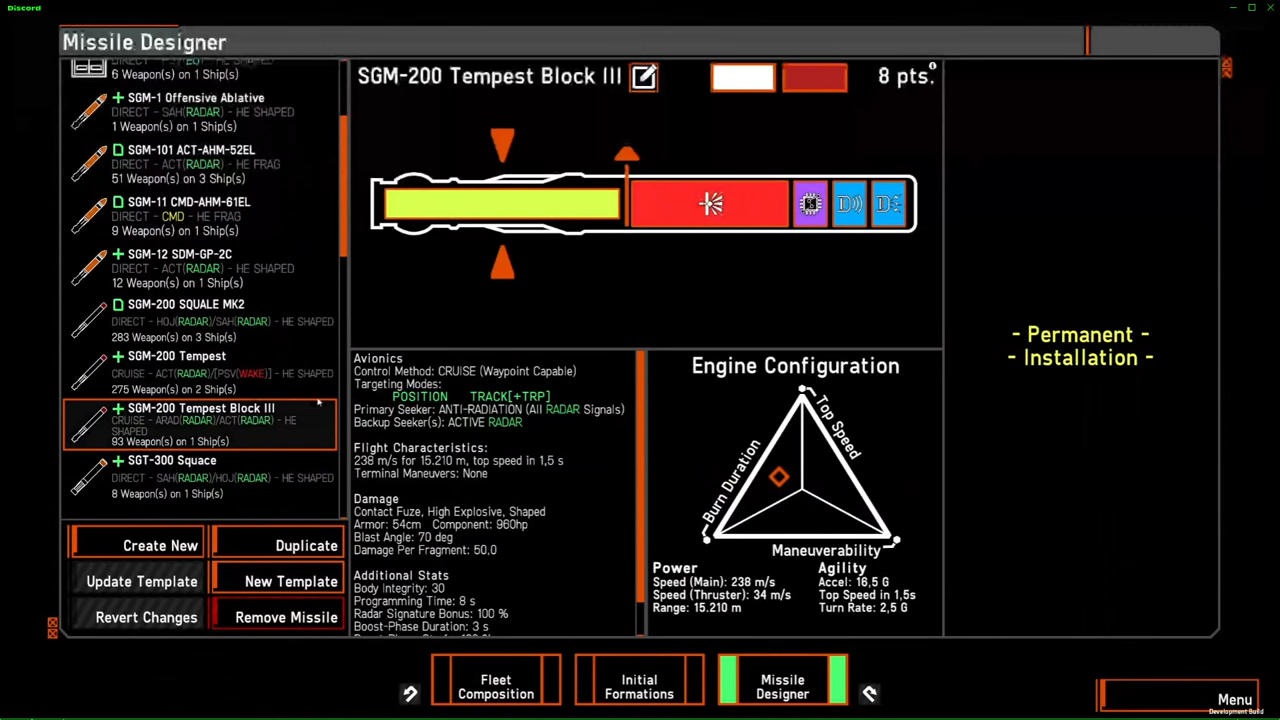 Discord
Missile Designer
6 Weapon(s) on 1 Ship(s)
SGM-1 Offensive Ablative
DIRECT - SAH(RADAR) - HE SHAPED
1 Weapon(s) on 1 Ship(s)
SGM-101 ACT-AHM-52EL
DIRECT - ACT(RADAR) - HE FRAG
51 Weapon(s) on 3 Ship(s)
SGM-11 CMD-AHM-61EL
DIRECT - CMD - HE FRAG
9 Weapon(s) on 1 Ship(s)
SGM-12 SDM-GP-2C
DIRECT - ACT(RADAR) - HE SHAPED
12 Weapon(s) on 1 Ship(s)
SGM-200 SQUALE MK2
DIRECT - HOJ(RADAR)/SAH(RADAR) - HE SHAPED
283 Weapon(s) on 3 Ship(s)
SGM-200 Tempest
CRUISE - ACT(RADAR)/[PSV(WAKE)] - HE SHAPED
275 Weapon(s) on 2 Ship(s)
SGM-200 Tempest Block III
CRUISE - ARAD(RADAR)/ACT(RADAR) - HE
SHAPED
93 Weapon(s) on 1 Ship(s)
SGT-300 Squace
DIRECT - SAH(RADAR)/HOJ(RADAR) - HE SHAPED
8 Weapon(s) on 1 Ship(s)
Create New
Duplicate
Update Template
New Template
Revert Changes
Remove Missile
SGM-200 Tempest Block III
8 pts.
Avionics
Control Method: CRUISE (Waypoint Capable)
Targeting Modes:
POSITION TRACK[+TRP]
Primary Seeker: ANTI-RADIATION (All RADAR Signals)
Backup Seeker(s): ACTIVE RADAR
Flight Characteristics:
238 m/s for 15.210 m, top speed in 1,5 s
Terminal Maneuvers: None
Damage
Contact Fuze, High Explosive, Shaped
Armor: 54cm Component: 960hp
Blast Angle: 70 deg
Damage Per Fragment: 50,0
Additional Stats
Body Integrity: 30
Programming Time: 8 s
Radar Signature Bonus: 100 %
Boost-Phase Duration: 3 s
Engine Configuration
Top Speed
Burn Duration
Maneuverability
Power
Speed (Main): 238 m/s
Speed (Thruster): 34 m/s
Range: 15.210 m
Agility
Accel: 16,5 G
Top Speed in 1,5s
Turn Rate: 2,5 G
- Permanent -
- Installation -
Fleet
Composition
Initial
Formations
Missile
Designer
Menu
Development Build